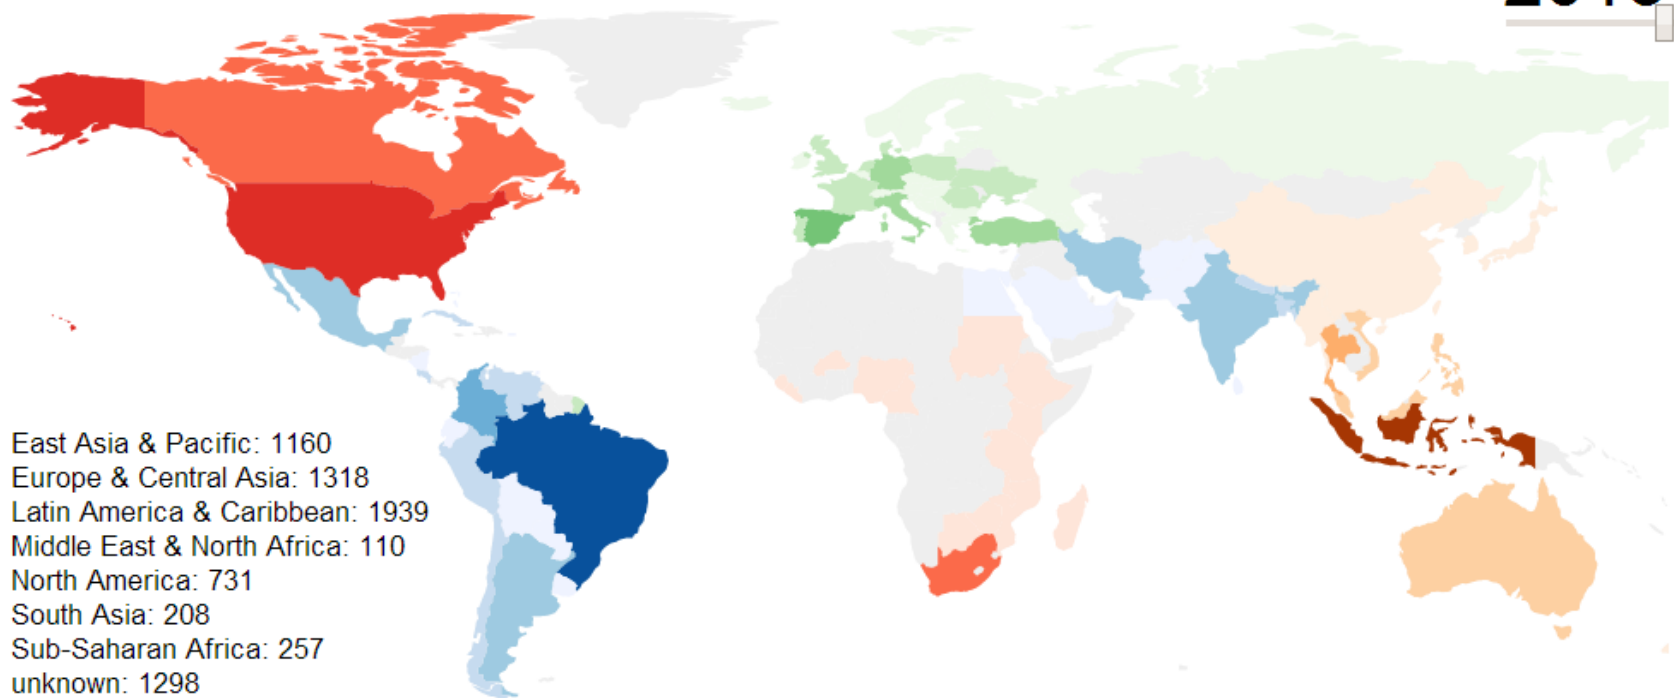 East Asia & Pacific: 1160
Europe & Central Asia: 1318
Latin America & Caribbean: 1939
Middle East & North Africa: 110
North America: 731
South Asia: 208
Sub-Saharan Africa: 257
unknown: 1298